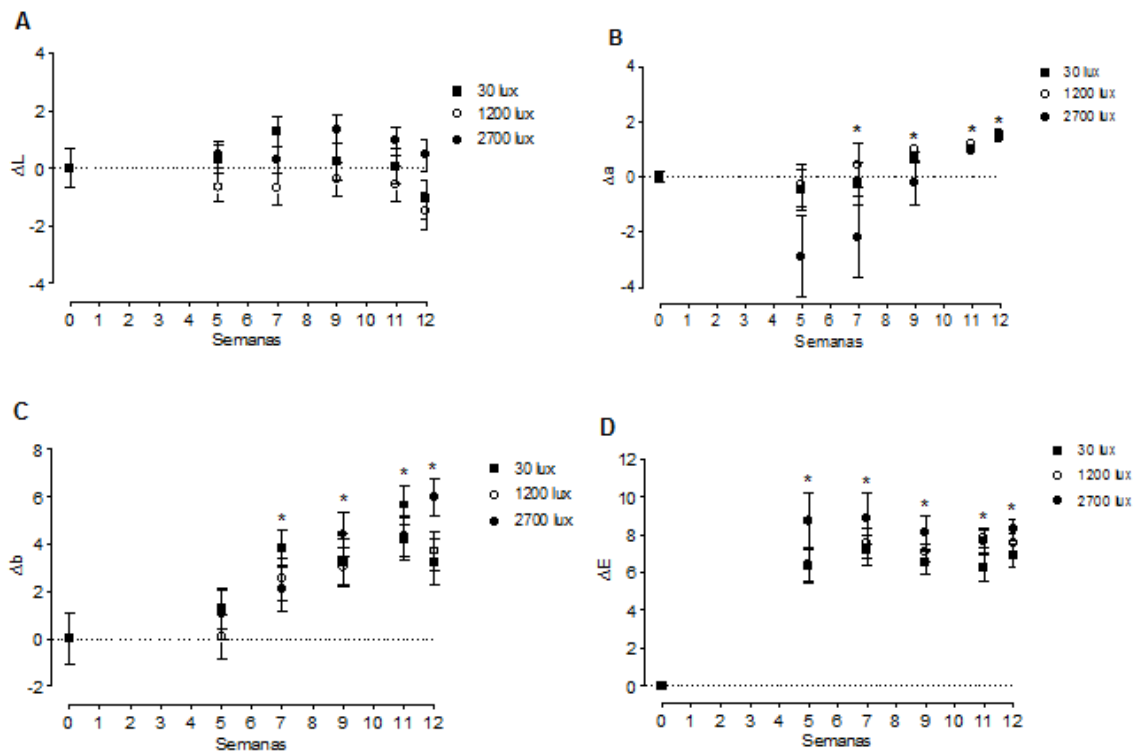 A
4
2
0
-2
-4
ΔL
30 lux
1200 lux
2700 lux
0 1 2 3 4 5 6 7 8 9 10 11 12
Semanas
B
4
2
0
-2
-4
Δa
* * * *
30 lux
1200 lux
2700 lux
0 1 2 3 4 5 6 7 8 9 10 11 12
Semanas
C
8
6
4
2
0
-2
Δb
* * * *
30 lux
1200 lux
2700 lux
0 1 2 3 4 5 6 7 8 9 10 11 12
Semanas
D
12
10
8
6
4
2
0
ΔE
* * * * *
30 lux
1200 lux
2700 lux
0 1 2 3 4 5 6 7 8 9 10 11 12
Semanas